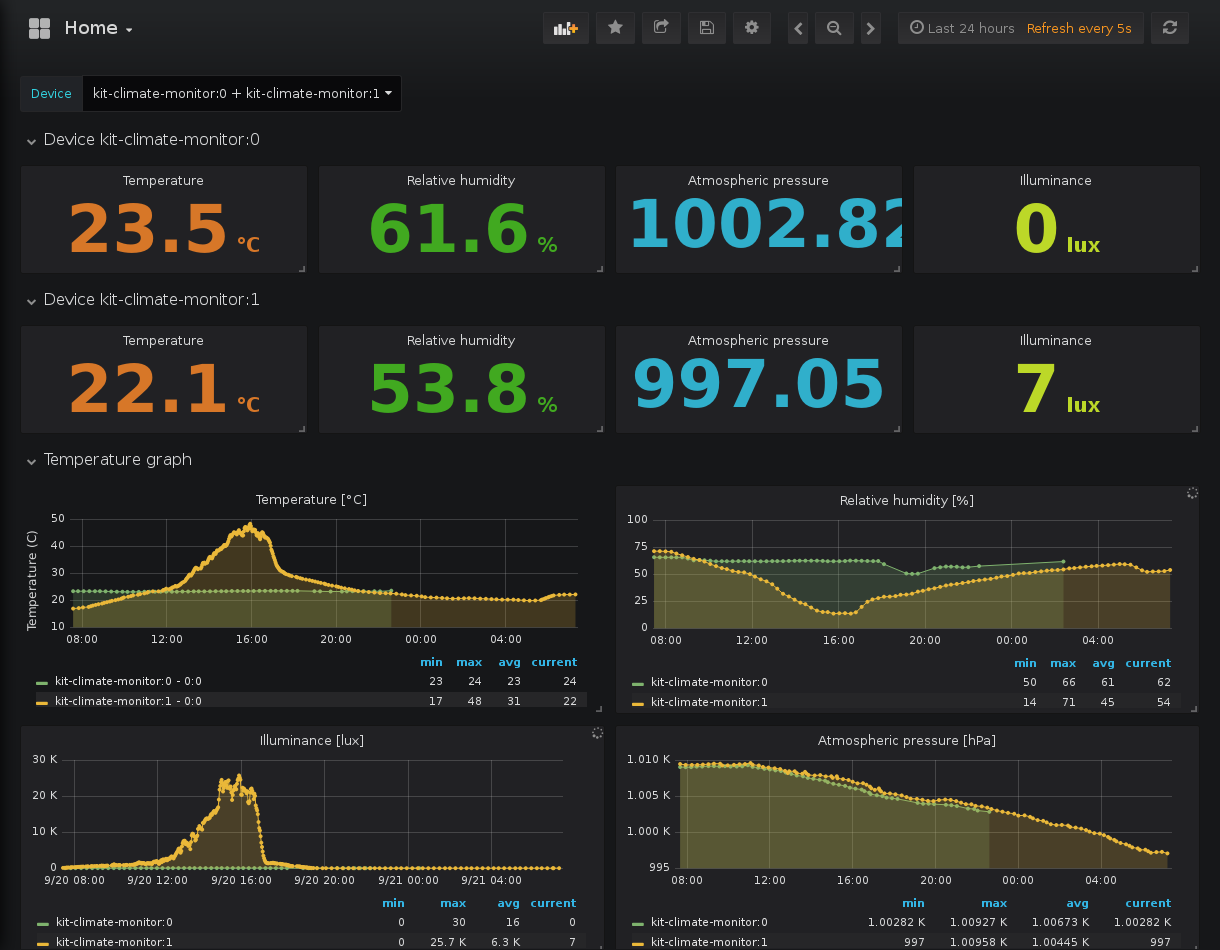 Home
Last 24 hours Refresh every 5s
Device kit-climate-monitor:0 + kit-climate-monitor:1
Device kit-climate-monitor:0
Temperature Relative humidity Atmospheric pressure Illuminance
23.5 °C 61.6 % 1002.82 0 lux
Device kit-climate-monitor:1
Temperature Relative humidity Atmospheric pressure Illuminance
22.1 °C 53.8 % 997.05 7 lux
Temperature graph
Temperature [°C]
Temperature (C)
50
40
30
20
10
08:00 12:00 16:00 20:00 00:00 04:00
min max avg current
kit-climate-monitor:0 - 0:0 23 24 23 24
kit-climate-monitor:1 - 0:0 17 48 31 22
Relative humidity [%]
100
75
50
25
0
08:00 12:00 16:00 20:00 00:00 04:00
min max avg current
kit-climate-monitor:0 50 66 61 62
kit-climate-monitor:1 14 71 45 54
Illuminance [lux]
30 K
20 K
10 K
0
9/20 08:00 9/20 12:00 9/20 16:00 9/20 20:00 9/21 00:00 9/21 04:00
min max avg current
kit-climate-monitor:0 0 30 16 0
kit-climate-monitor:1 0 25.7 K 6.3 K 7
Atmospheric pressure [hPa]
1.010 K
1.005 K
1.000 K
995
08:00 12:00 16:00 20:00 00:00 04:00
min max avg current
kit-climate-monitor:0 1.00282 K 1.00927 K 1.00673 K 1.00282 K
kit-climate-monitor:1 997 1.00958 K 1.00445 K 997